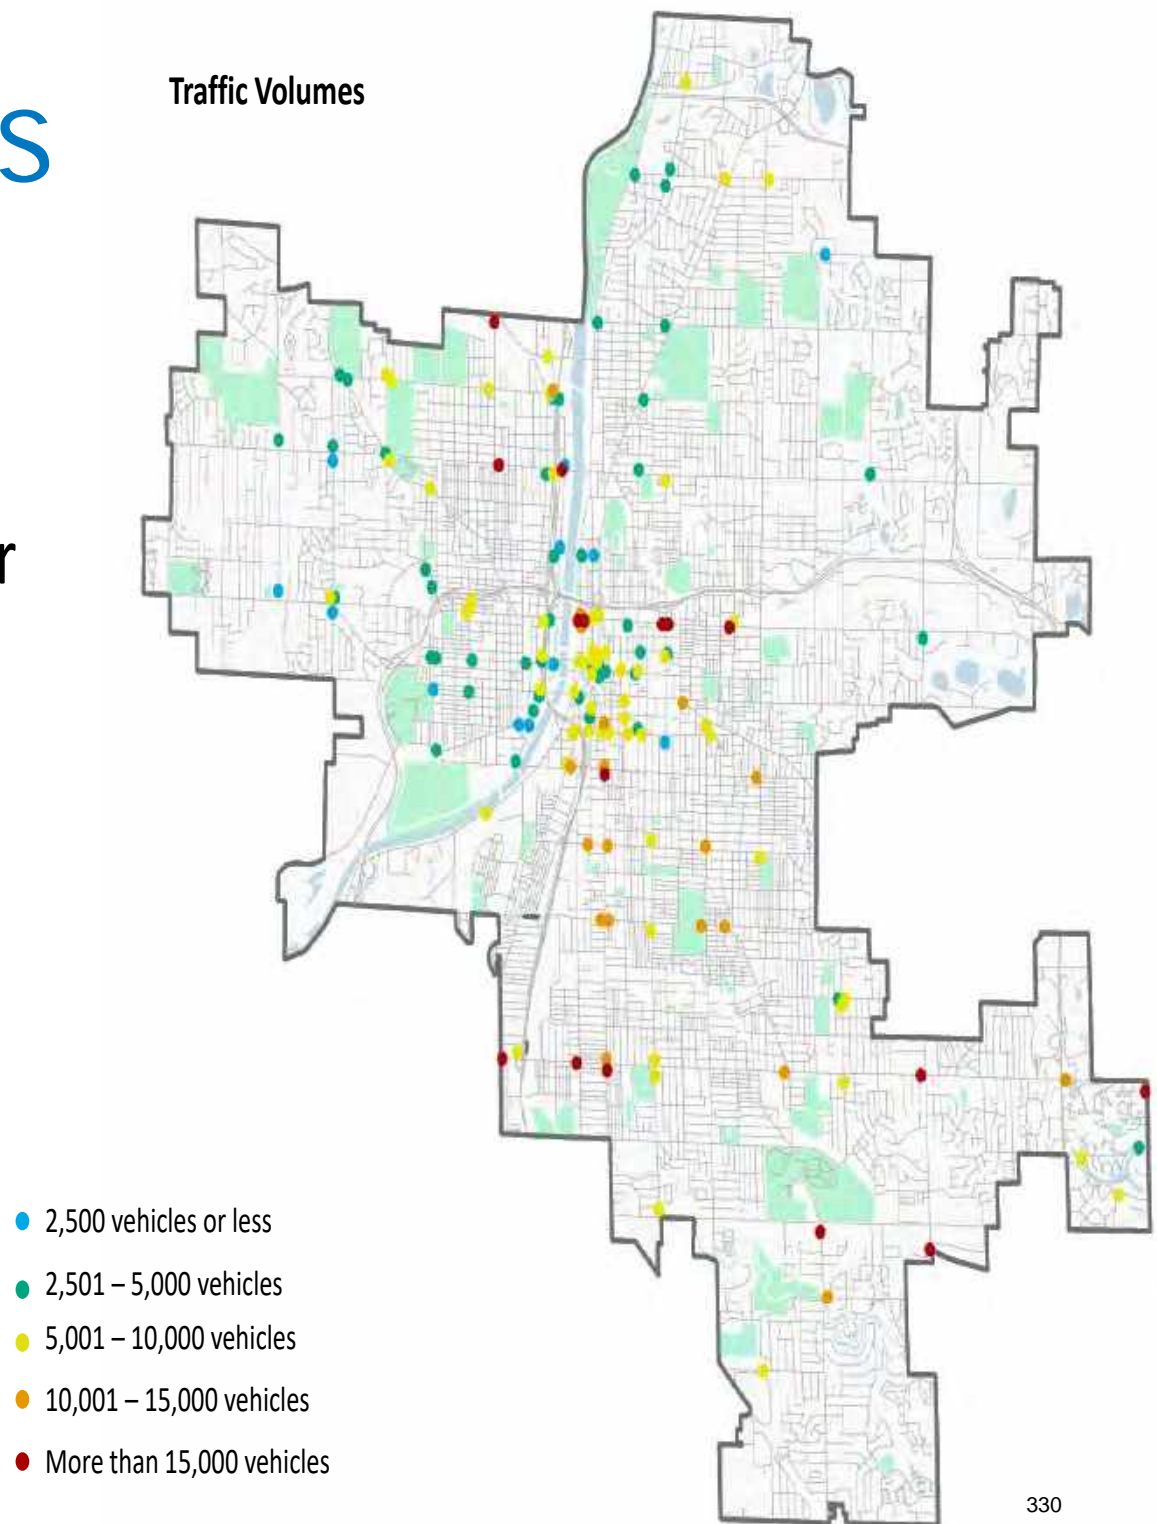 Traffic Volumes
s
r
2,500 vehicles or less
2,501 – 5,000 vehicles
5,001 – 10,000 vehicles
10,001 – 15,000 vehicles
More than 15,000 vehicles
330